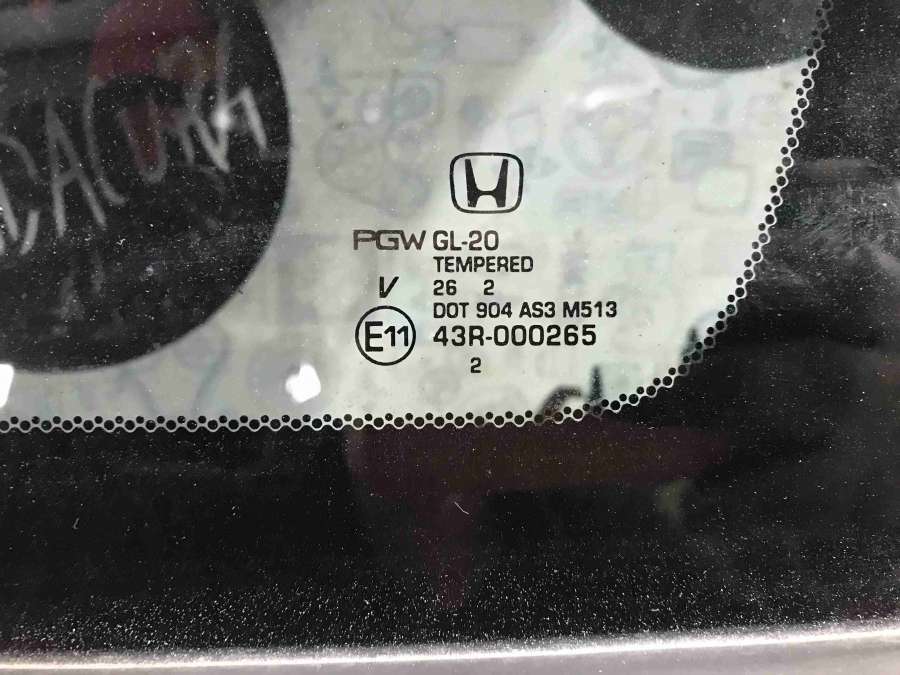 PGW GL-20
TEMPERED
V 26 2
DOT 904 AS3 M513
E11 43R-000265
2